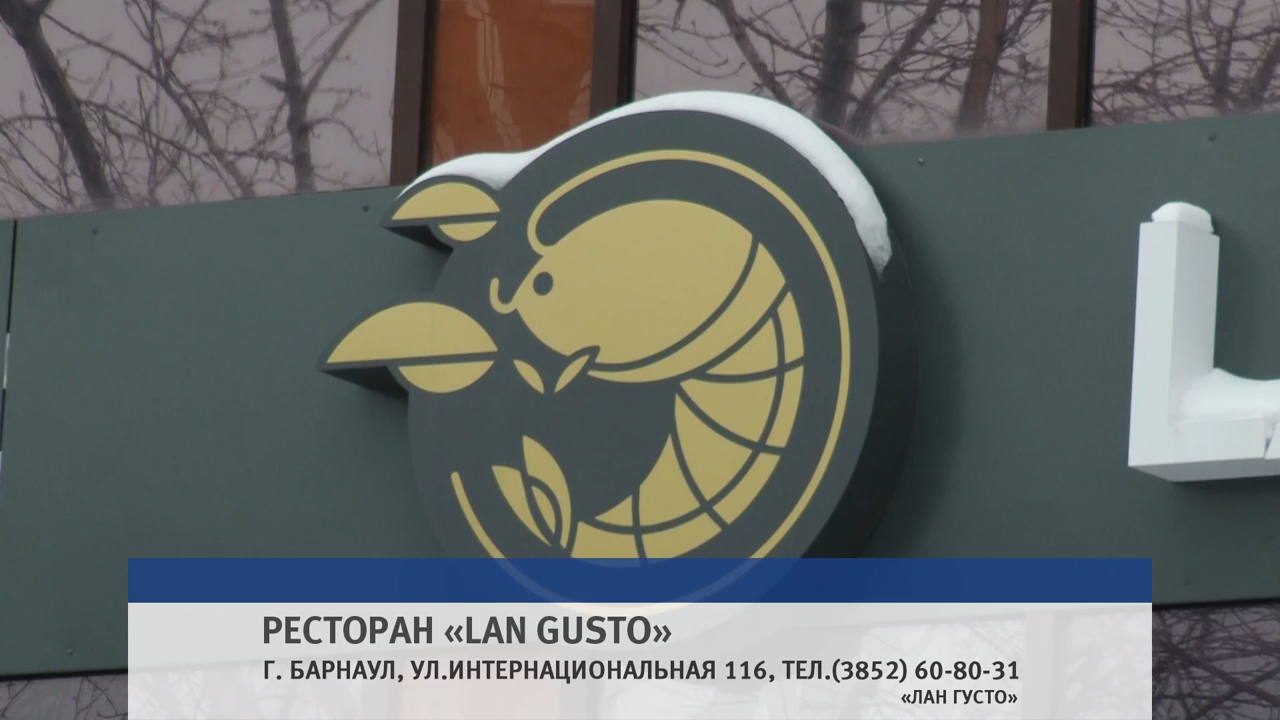 L
РЕСТОРАН «LAN GUSTO»
Г. БАРНАУЛ, УЛ.ИНТЕРНАЦИОНАЛЬНАЯ 116, ТЕЛ.(3852) 60-80-31
«ЛАН ГУСТО»